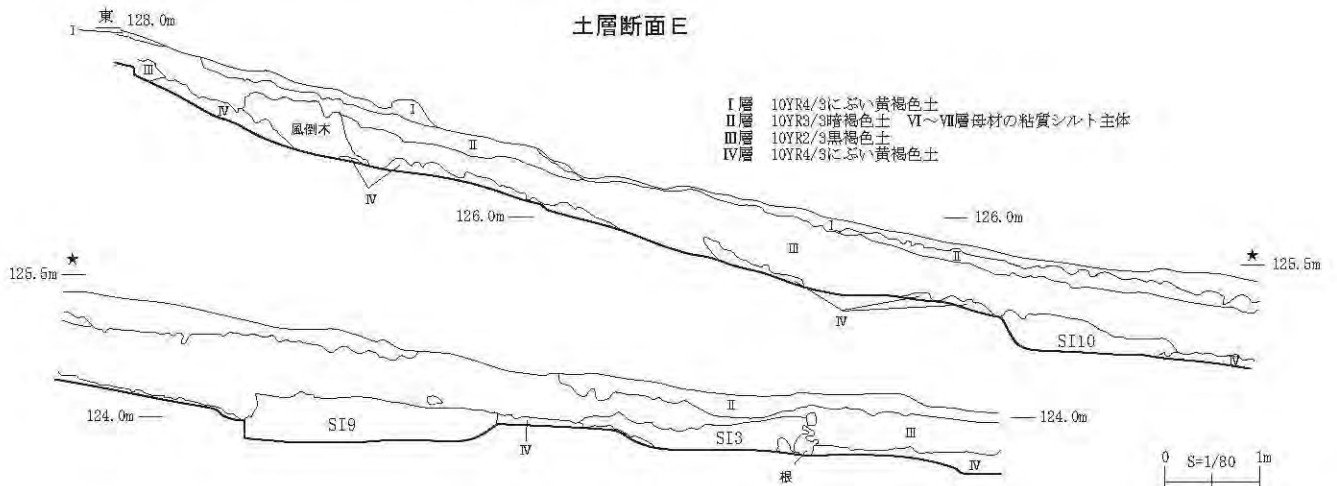 土層断面E
東 128.0m
I
Ⅲ
Ⅳ
風倒木
I
Ⅱ
Ⅳ
Ⅰ層 10YR4/3にぶい黄褐色土
Ⅱ層 10YR3/3暗褐色土 Ⅵ～Ⅶ層母材の粘質シルト主体
Ⅲ層 10YR2/3黒褐色土
Ⅳ層 10YR4/3にぶい黄褐色土
126.0m
126.0m
I
Ⅲ
Ⅱ
★ 125.5m
Ⅳ
SI10
Ⅳ
125.5m ★
124.0m
SI9
Ⅳ
Ⅱ
SI3
根
Ⅲ
124.0m
Ⅳ
0 S=1/80 1m